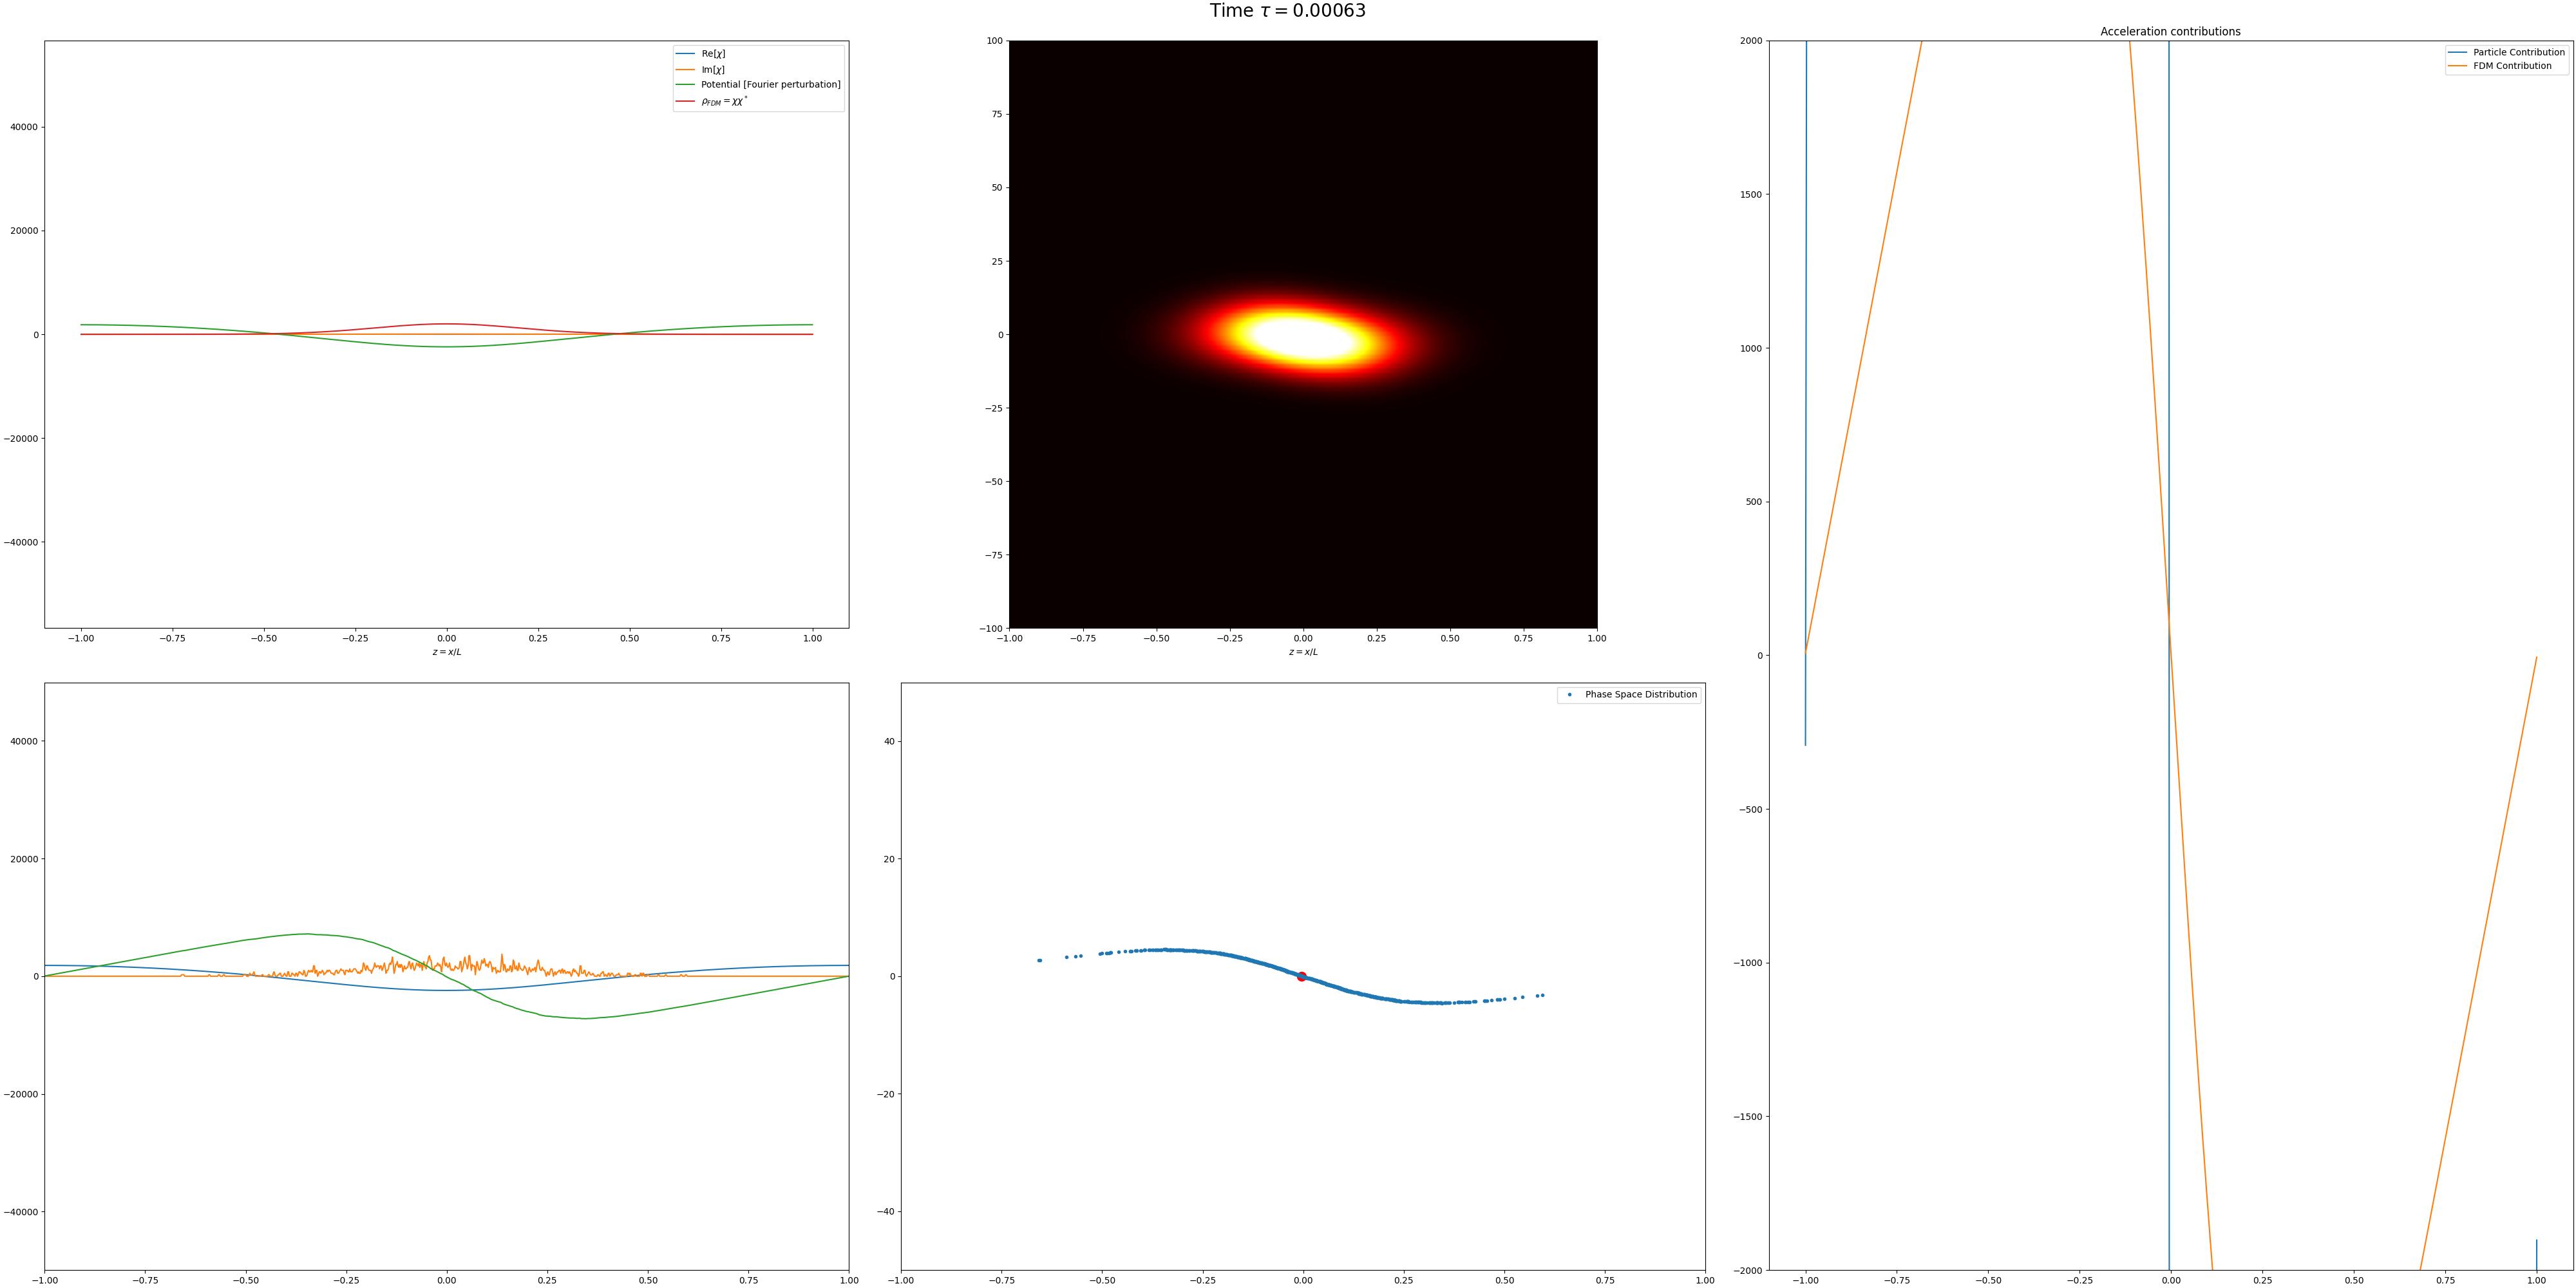 Time τ = 0.00063
Re[χ]
Im[χ]
Potential [Fourier perturbation]
ρ_FDM = χχ*
40000
20000
0
−20000
−40000
−1.00 −0.75 −0.50 −0.25 0.00 0.25 0.50 0.75 1.00
z = x/L
100
75
50
25
0
−25
−50
−75
−100
−1.00 −0.75 −0.50 −0.25 0.00 0.25 0.50 0.75 1.00
z = x/L
Acceleration contributions
Particle Contribution
FDM Contribution
2000
1500
1000
500
0
−500
−1000
−1500
−2000
−1.00 −0.75 −0.50 −0.25 0.00 0.25 0.50 0.75 1.00
40000
20000
0
−20000
−40000
−1.00 −0.75 −0.50 −0.25 0.00 0.25 0.50 0.75 1.00
Phase Space Distribution
40
20
0
−20
−40
−1.00 −0.75 −0.50 −0.25 0.00 0.25 0.50 0.75 1.00